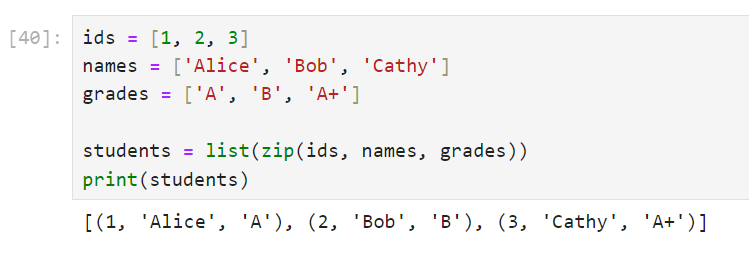 [40]: ids = [1, 2, 3]
names = ['Alice', 'Bob', 'Cathy']
grades = ['A', 'B', 'A+']
students = list(zip(ids, names, grades))
print(students)
[(1, 'Alice', 'A'), (2, 'Bob', 'B'), (3, 'Cathy', 'A+')]